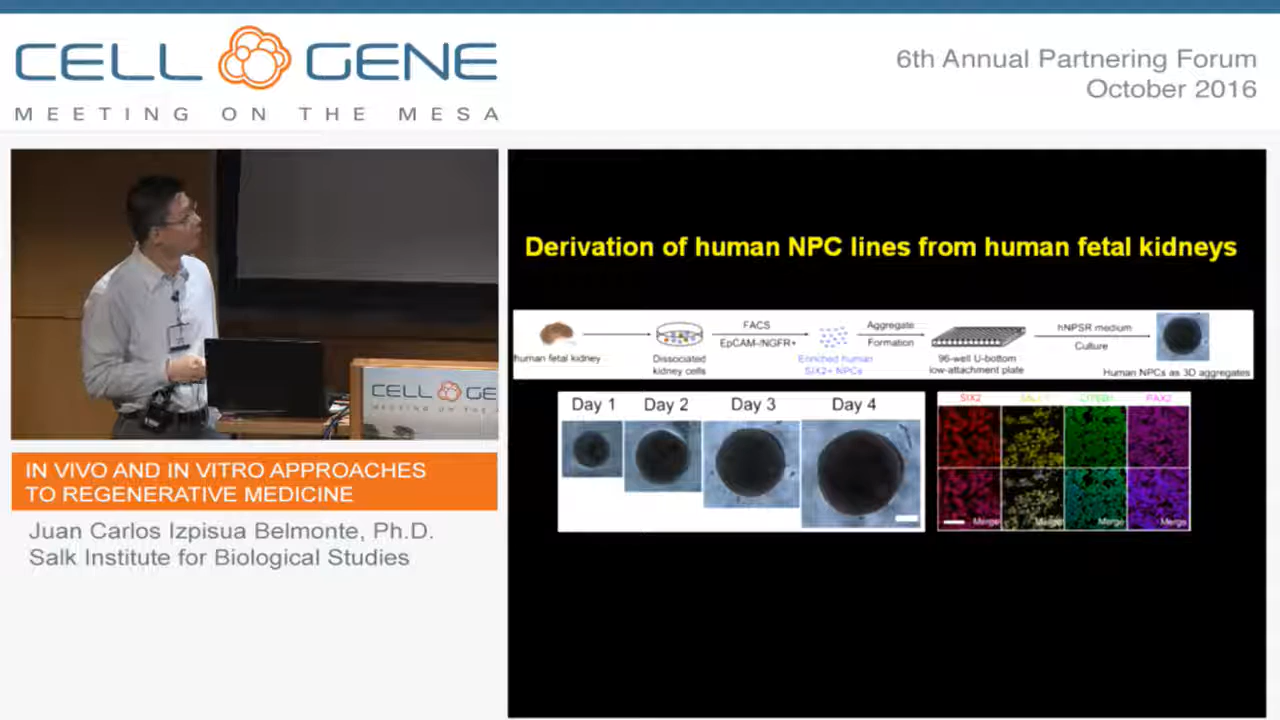 CELL GENE
MEETING ON THE MESA
6th Annual Partnering Forum
October 2016
CELL GE
IN VIVO AND IN VITRO APPROACHES
TO REGENERATIVE MEDICINE
Juan Carlos Izpisua Belmonte, Ph.D.
Salk Institute for Biological Studies
Derivation of human NPC lines from human fetal kidneys
human fetal kidney
Dissociated
kidney cells
FACS
EpCAM-/NGFR+
Enriched human
SIX2+ NPCs
Aggregate
Formation
96-well U-bottom
low-attachment plate
hNPSR medium
Culture
Human NPCs as 3D aggregates
Day 1 Day 2 Day 3 Day 4
SIX2 PAX2
Merge Merge Merge Merge